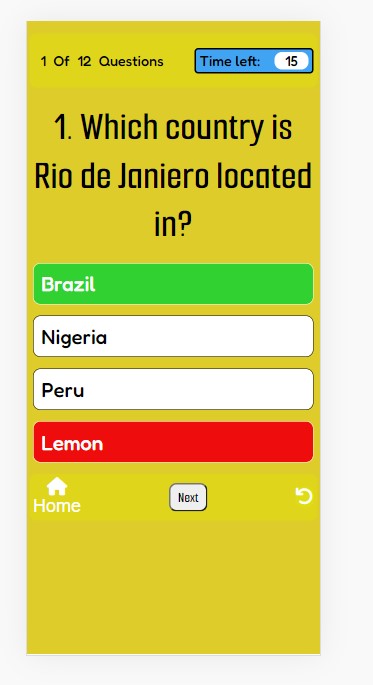 1 Of 12 Questions
Time left: 15
1. Which country is
Rio de Janiero located
in?
Brazil
Nigeria
Peru
Lemon
Home
Next